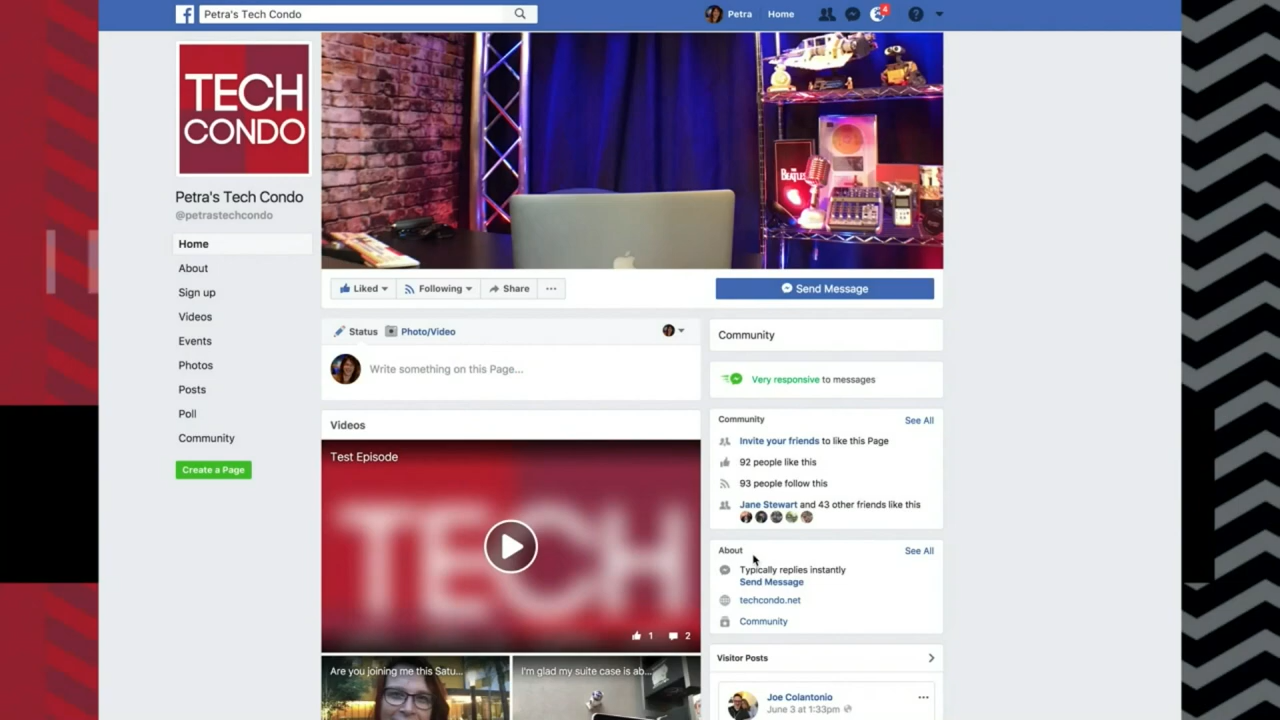 Petra's Tech Condo
Petra
Home
4
TECH
CONDO
Petra's Tech Condo
@petrastechcondo
Home
About
Sign up
Videos
Events
Photos
Posts
Poll
Community
Create a Page
THE
BEATLES
Liked
Following
Share
Send Message
Status
Photo/Video
Write something on this Page...
Videos
Test Episode
TECH
1
2
Are you joining me this Satu...
I'm glad my suite case is ab...
Community
Very responsive to messages
Community
See All
Invite your friends to like this Page
92 people like this
93 people follow this
Jane Stewart and 43 other friends like this
About
See All
Typically replies instantly
Send Message
techcondo.net
Community
Visitor Posts
Joe Colantonio
June 3 at 1:33pm